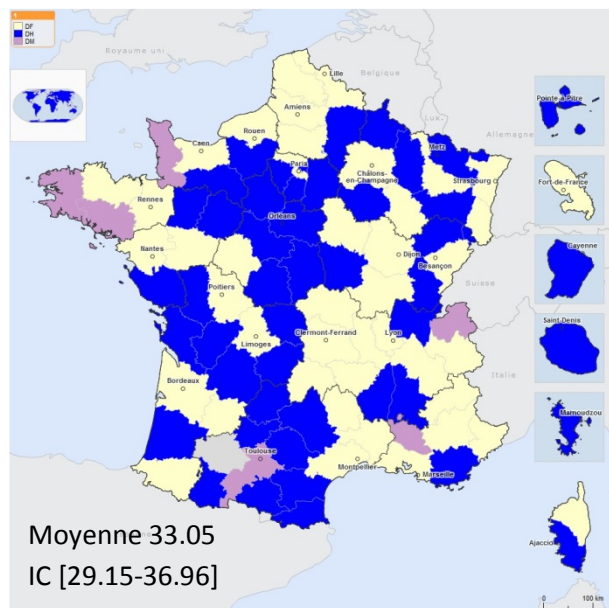 DF
DH
DM
Royaume uni
Belgique
Lux.
Allemagne
Suisse
Italie
Lille
Amiens
Rouen
Caen
Paris
Metz
Châlons-
en-Champagne
Strasbourg
Rennes
Orléans
Nantes
Dijon
Besançon
Poitiers
Limoges
Clermont-Ferrand
Lyon
Bordeaux
Toulouse
Montpellier
Marseille
Ajaccio
Pointe-à-Pitre
Fort-de-France
Cayenne
Saint-Denis
Mamoudzou
Moyenne 33.05
IC [29.15-36.96]
0 100 km